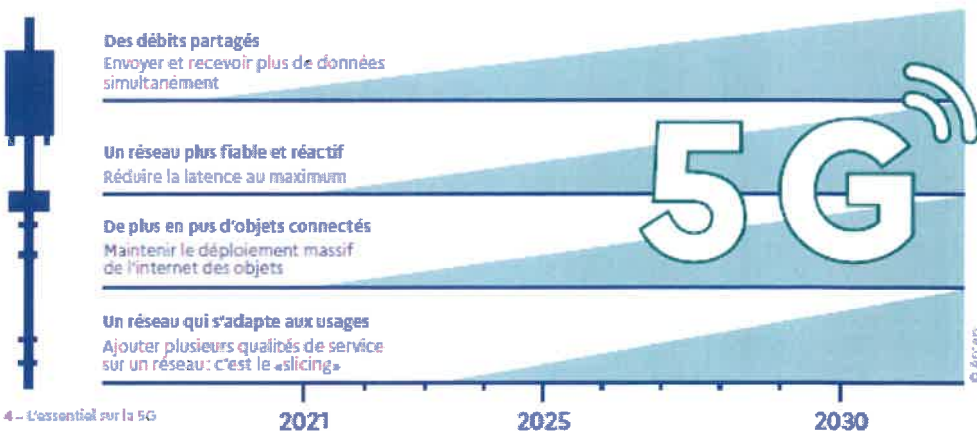 Des débits partagés
Envoyer et recevoir plus de données
simultanément
Un réseau plus fiable et réactif
Réduire la latence au maximum
5G
De plus en pus d'objets connectés
Maintenir le déploiement massif
de l'internet des objets
Un réseau qui s'adapte aux usages
Ajouter plusieurs qualités de service
sur un réseau : c'est le «slicing»
© Arcep
4 – L'essentiel sur la 5G
2021 2025 2030